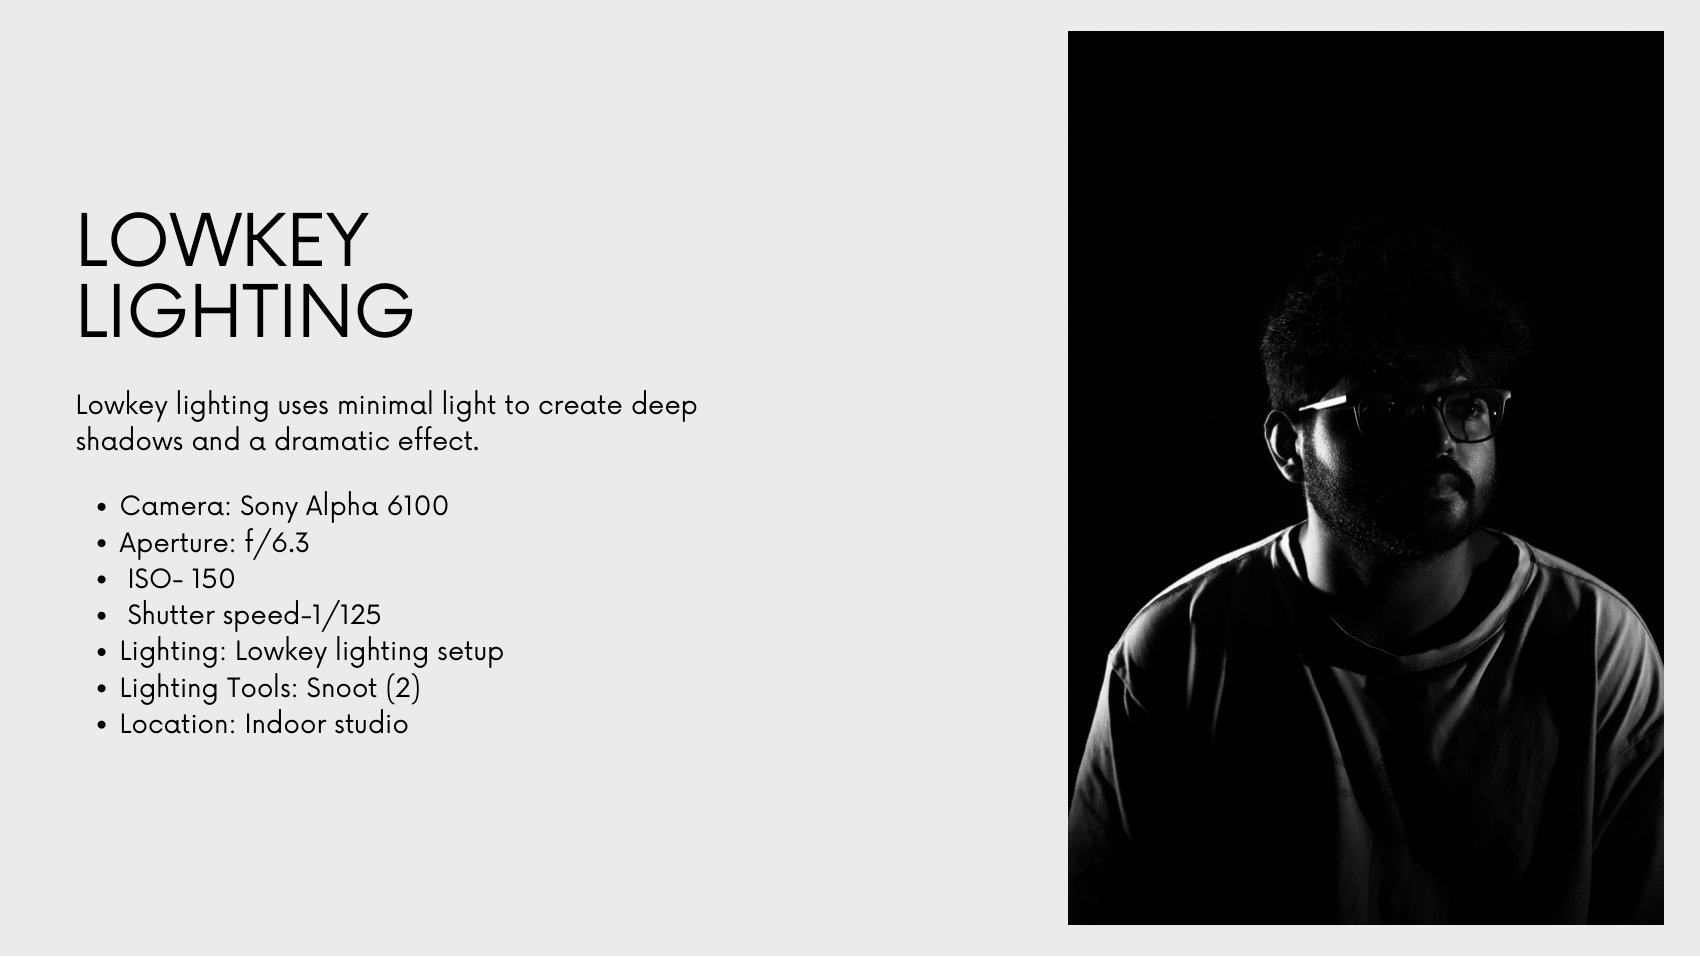 LOWKEY
LIGHTING
Lowkey lighting uses minimal light to create deep
shadows and a dramatic effect.
• Camera: Sony Alpha 6100
• Aperture: f/6.3
• ISO- 150
• Shutter speed-1/125
• Lighting: Lowkey lighting setup
• Lighting Tools: Snoot (2)
• Location: Indoor studio